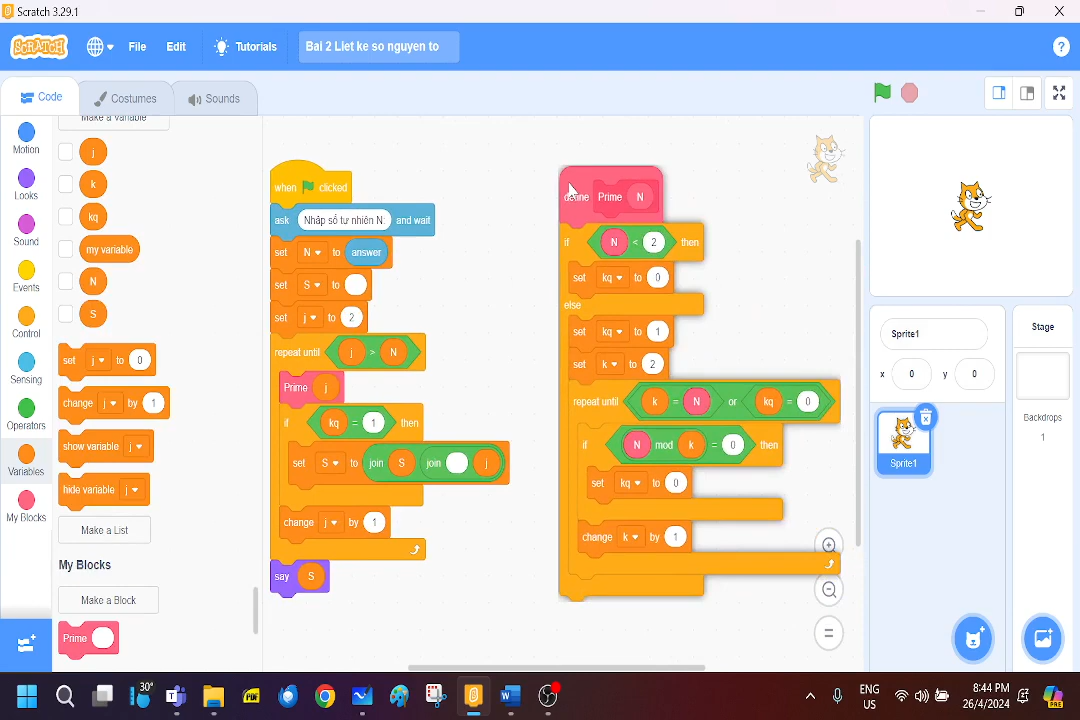 Scratch 3.29.1
SCRATCH
File Edit Tutorials Bai 2 Liet ke so nguyen to
Code Costumes Sounds
Motion
Looks
Sound
Events
Control
Sensing
Operators
Variables
My Blocks
Make a Variable
j
k
kq
my variable
N
S
set j to 0
change j by 1
show variable j
hide variable j
Make a List
My Blocks
Make a Block
Prime
when clicked
ask Nhập số tự nhiên N: and wait
set N to answer
set S to
set j to 2
repeat until j > N
Prime j
if kq = 1 then
set S to join S join j
change j by 1
say S
define Prime N
if N < 2 then
set kq to 0
else
set kq to 1
set k to 2
repeat until k = N or kq = 0
if N mod k = 0 then
set kq to 0
change k by 1
Sprite1
x 0 y 0
Sprite1
Stage
Backdrops
1
30°
PDF
ENG
US
8:44 PM
26/4/2024
PRE